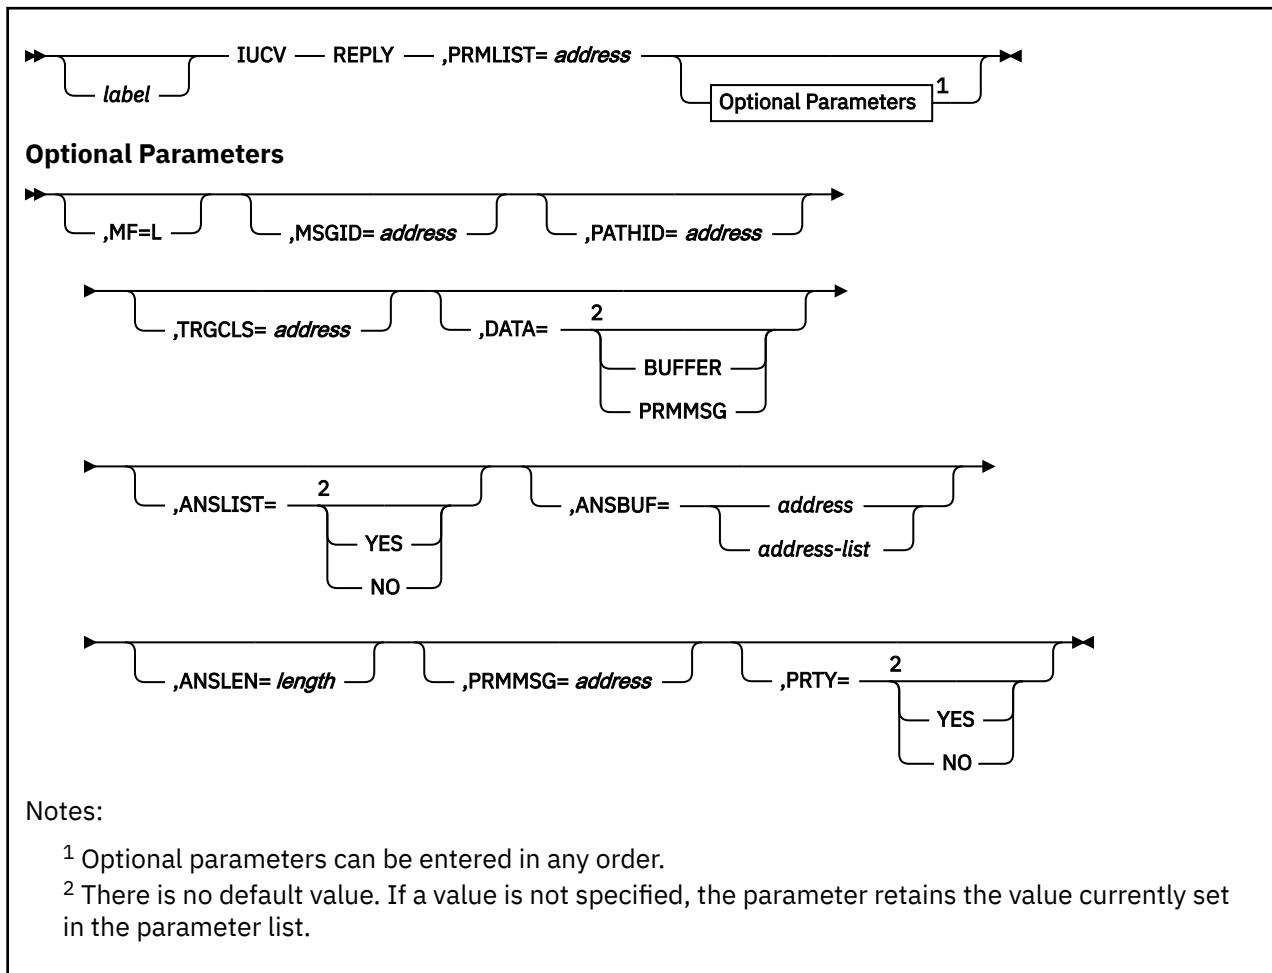 IUCV REPLY ,PRMLIST= address
label
Optional Parameters 1
Optional Parameters
,MF=L ,MSGID= address ,PATHID= address
,TRGCLS= address ,DATA= 2
BUFFER
PRMMSG
,ANSLIST= 2 ,ANSBUF= address
YES address-list
NO
,ANSLEN= length ,PRMMSG= address ,PRTY= 2
YES
NO
Notes:
1 Optional parameters can be entered in any order.
2 There is no default value. If a value is not specified, the parameter retains the value currently set
in the parameter list.